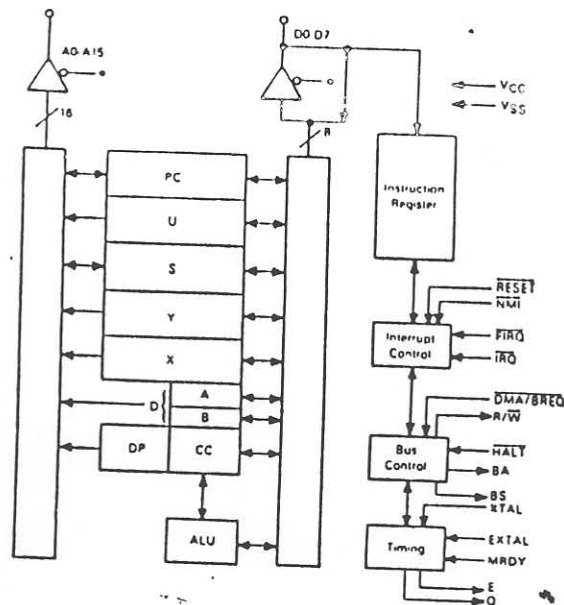 A0-A15
D0-D7
VCC
VSS
16
8
PC
U
S
Y
X
D
A
B
DP
CC
ALU
Instruction
Register
RESET
NMI
Interrupt
Control
FIRQ
IRQ
DMA/BREQ
R/W
Bus
Control
HALT
BA
BS
XTAL
Timing
EXTAL
MRDY
E
Q